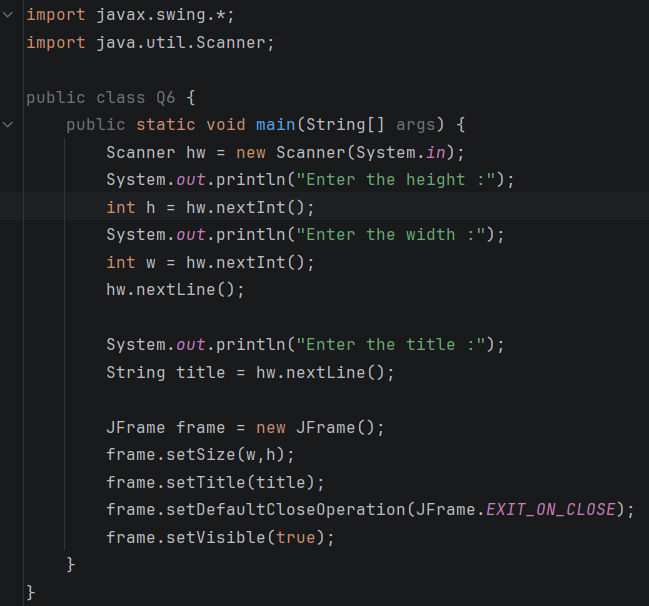 import javax.swing.*;
import java.util.Scanner;
public class Q6 {
public static void main(String[] args) {
Scanner hw = new Scanner(System.in);
System.out.println("Enter the height :");
int h = hw.nextInt();
System.out.println("Enter the width :");
int w = hw.nextInt();
hw.nextLine();
System.out.println("Enter the title :");
String title = hw.nextLine();
JFrame frame = new JFrame();
frame.setSize(w,h);
frame.setTitle(title);
frame.setDefaultCloseOperation(JFrame.EXIT_ON_CLOSE);
frame.setVisible(true);
}
}